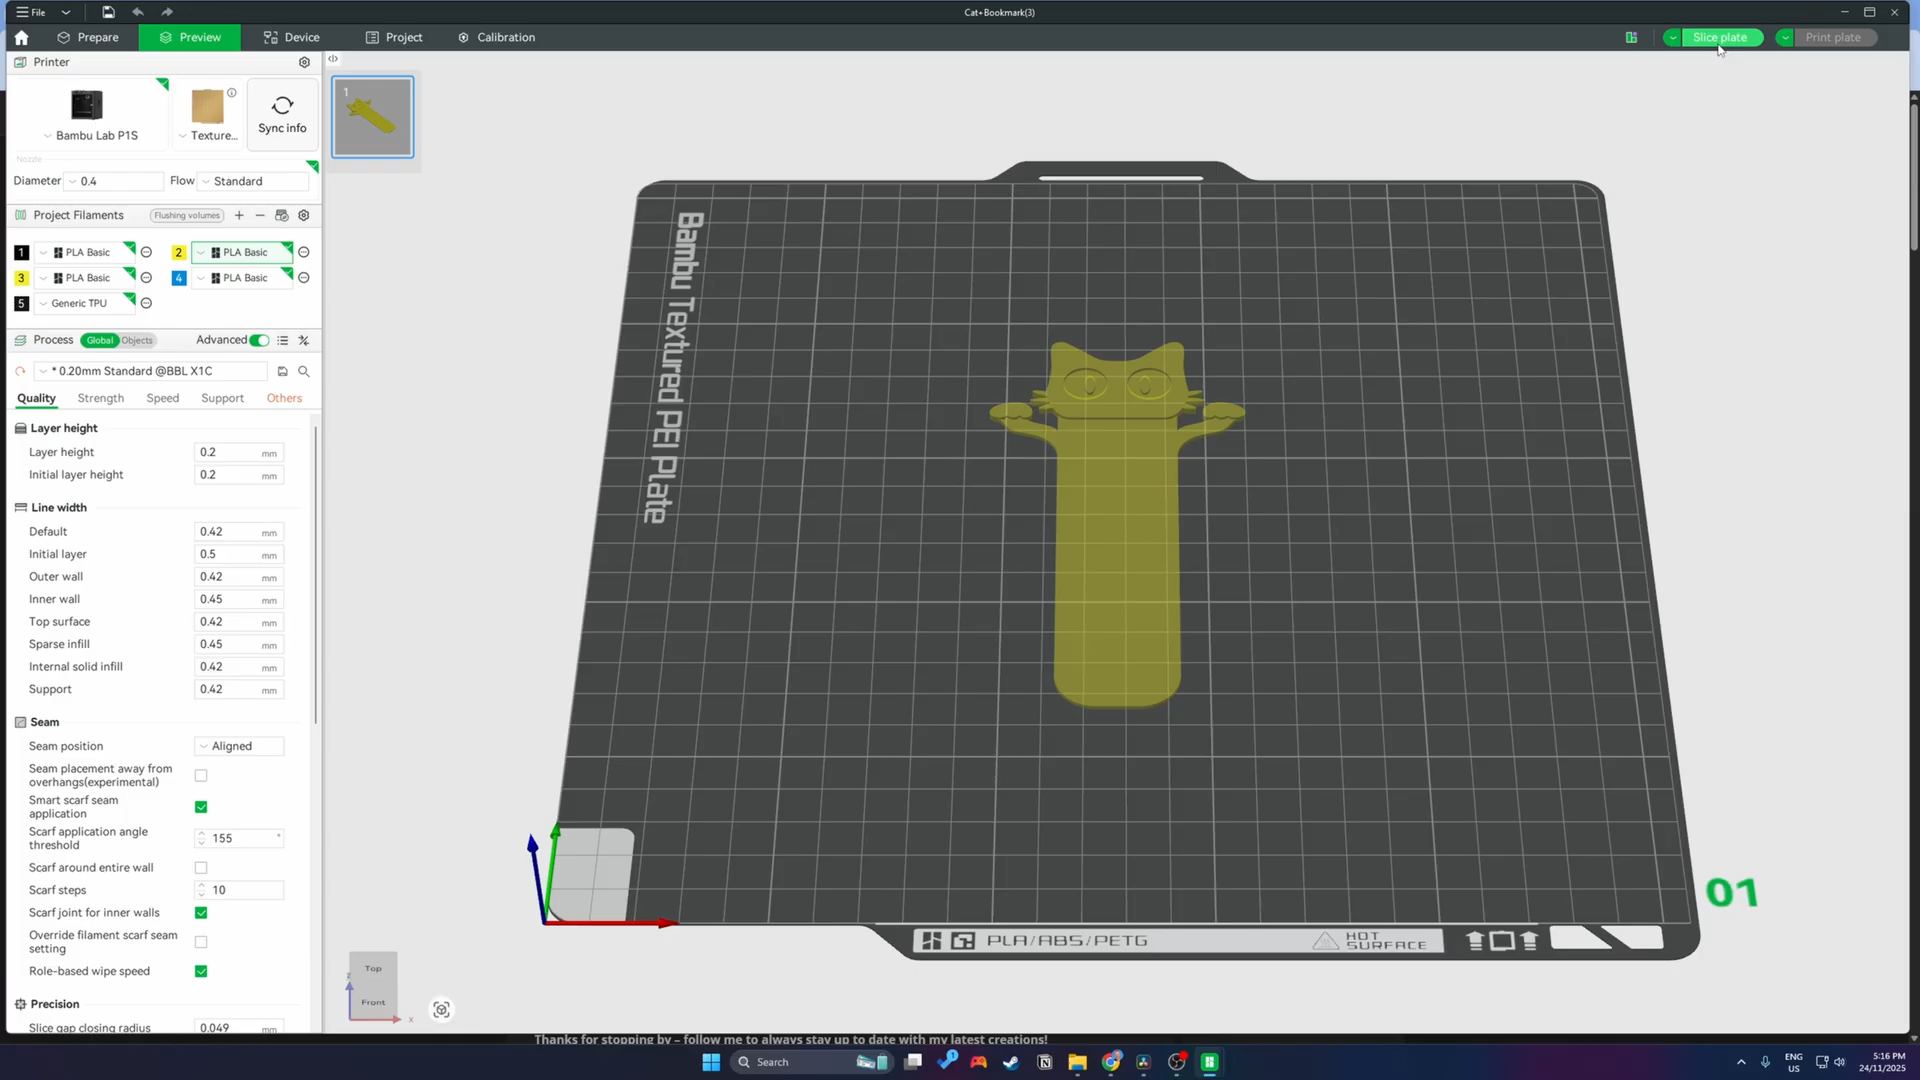 File
Cat+Bookmark(3)
Prepare
Preview
Device
Project
Calibration
Slice plate
Print plate
Printer
Bambu Lab P1S
Texture...
Sync info
Nozzle
Diameter
0.4
Flow
Standard
Project Filaments
Flushing volumes
1 PLA Basic
2 PLA Basic
3 PLA Basic
4 PLA Basic
5 Generic TPU
Process
Global
Objects
Advanced
* 0.20mm Standard @BBL X1C
Quality
Strength
Speed
Support
Others
Layer height
Layer height 0.2 mm
Initial layer height 0.2 mm
Line width
Default 0.42 mm
Initial layer 0.5 mm
Outer wall 0.42 mm
Inner wall 0.45 mm
Top surface 0.42 mm
Sparse infill 0.45 mm
Internal solid infill 0.42 mm
Support 0.42 mm
Seam
Seam position Aligned
Seam placement away from
overhangs(experimental)
Smart scarf seam
application
Scarf application angle
threshold
155 °
Scarf around entire wall
Scarf steps 10
Scarf joint for inner walls
Override filament scarf seam
setting
Role-based wipe speed
Precision
Slice gap closing radius 0.049 mm
1
Bambu Textured PEI Plate
01
PLA/ABS/PETG
HOT
SURFACE
Top
Front
z
x
Thanks for stopping by – follow me to always stay up to date with my latest creations!
Search
ENG
US
5:16 PM
24/11/2025